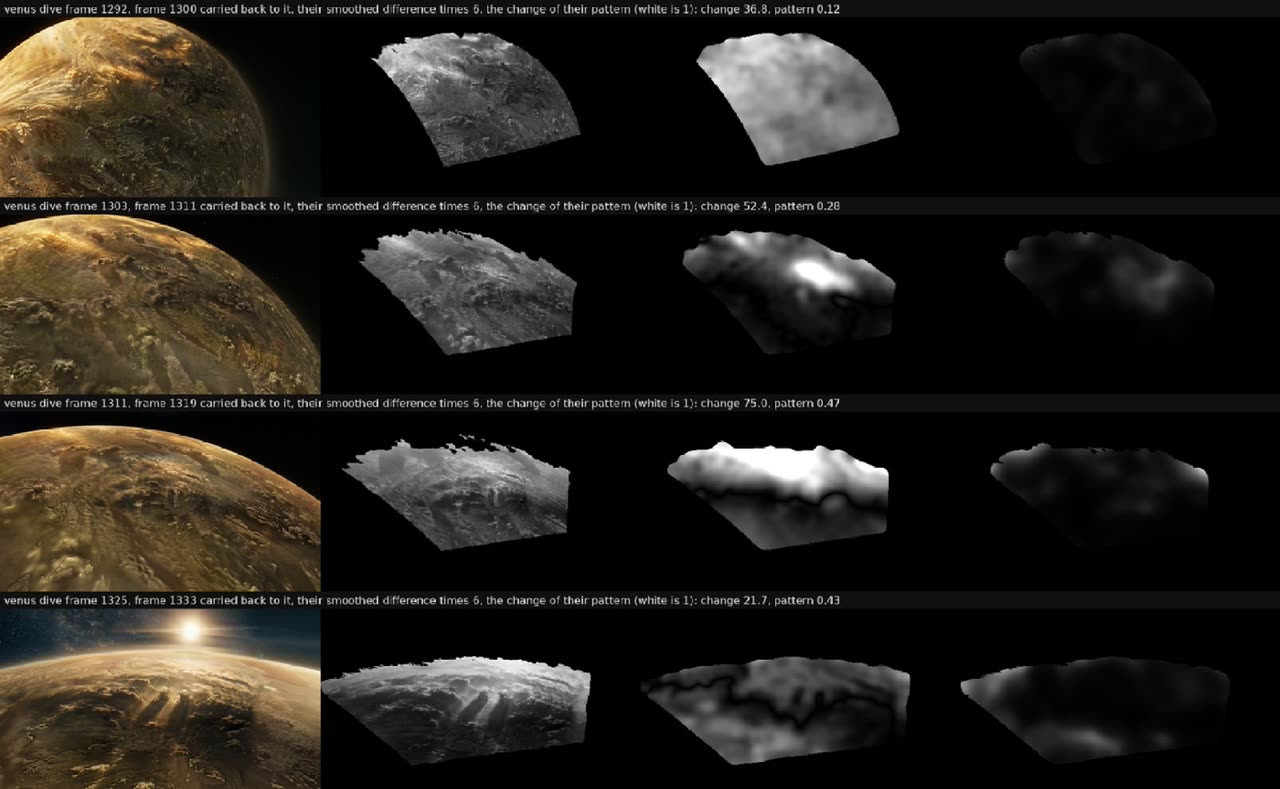 venus dive frame 1292, frame 1300 carried back to it, their smoothed difference times 6, the change of their pattern (white is 1): change 36.8, pattern 0.12
venus dive frame 1303, frame 1311 carried back to it, their smoothed difference times 6, the change of their pattern (white is 1): change 52.4, pattern 0.28
venus dive frame 1311, frame 1319 carried back to it, their smoothed difference times 6, the change of their pattern (white is 1): change 75.0, pattern 0.47
venus dive frame 1325, frame 1333 carried back to it, their smoothed difference times 6, the change of their pattern (white is 1): change 21.7, pattern 0.43